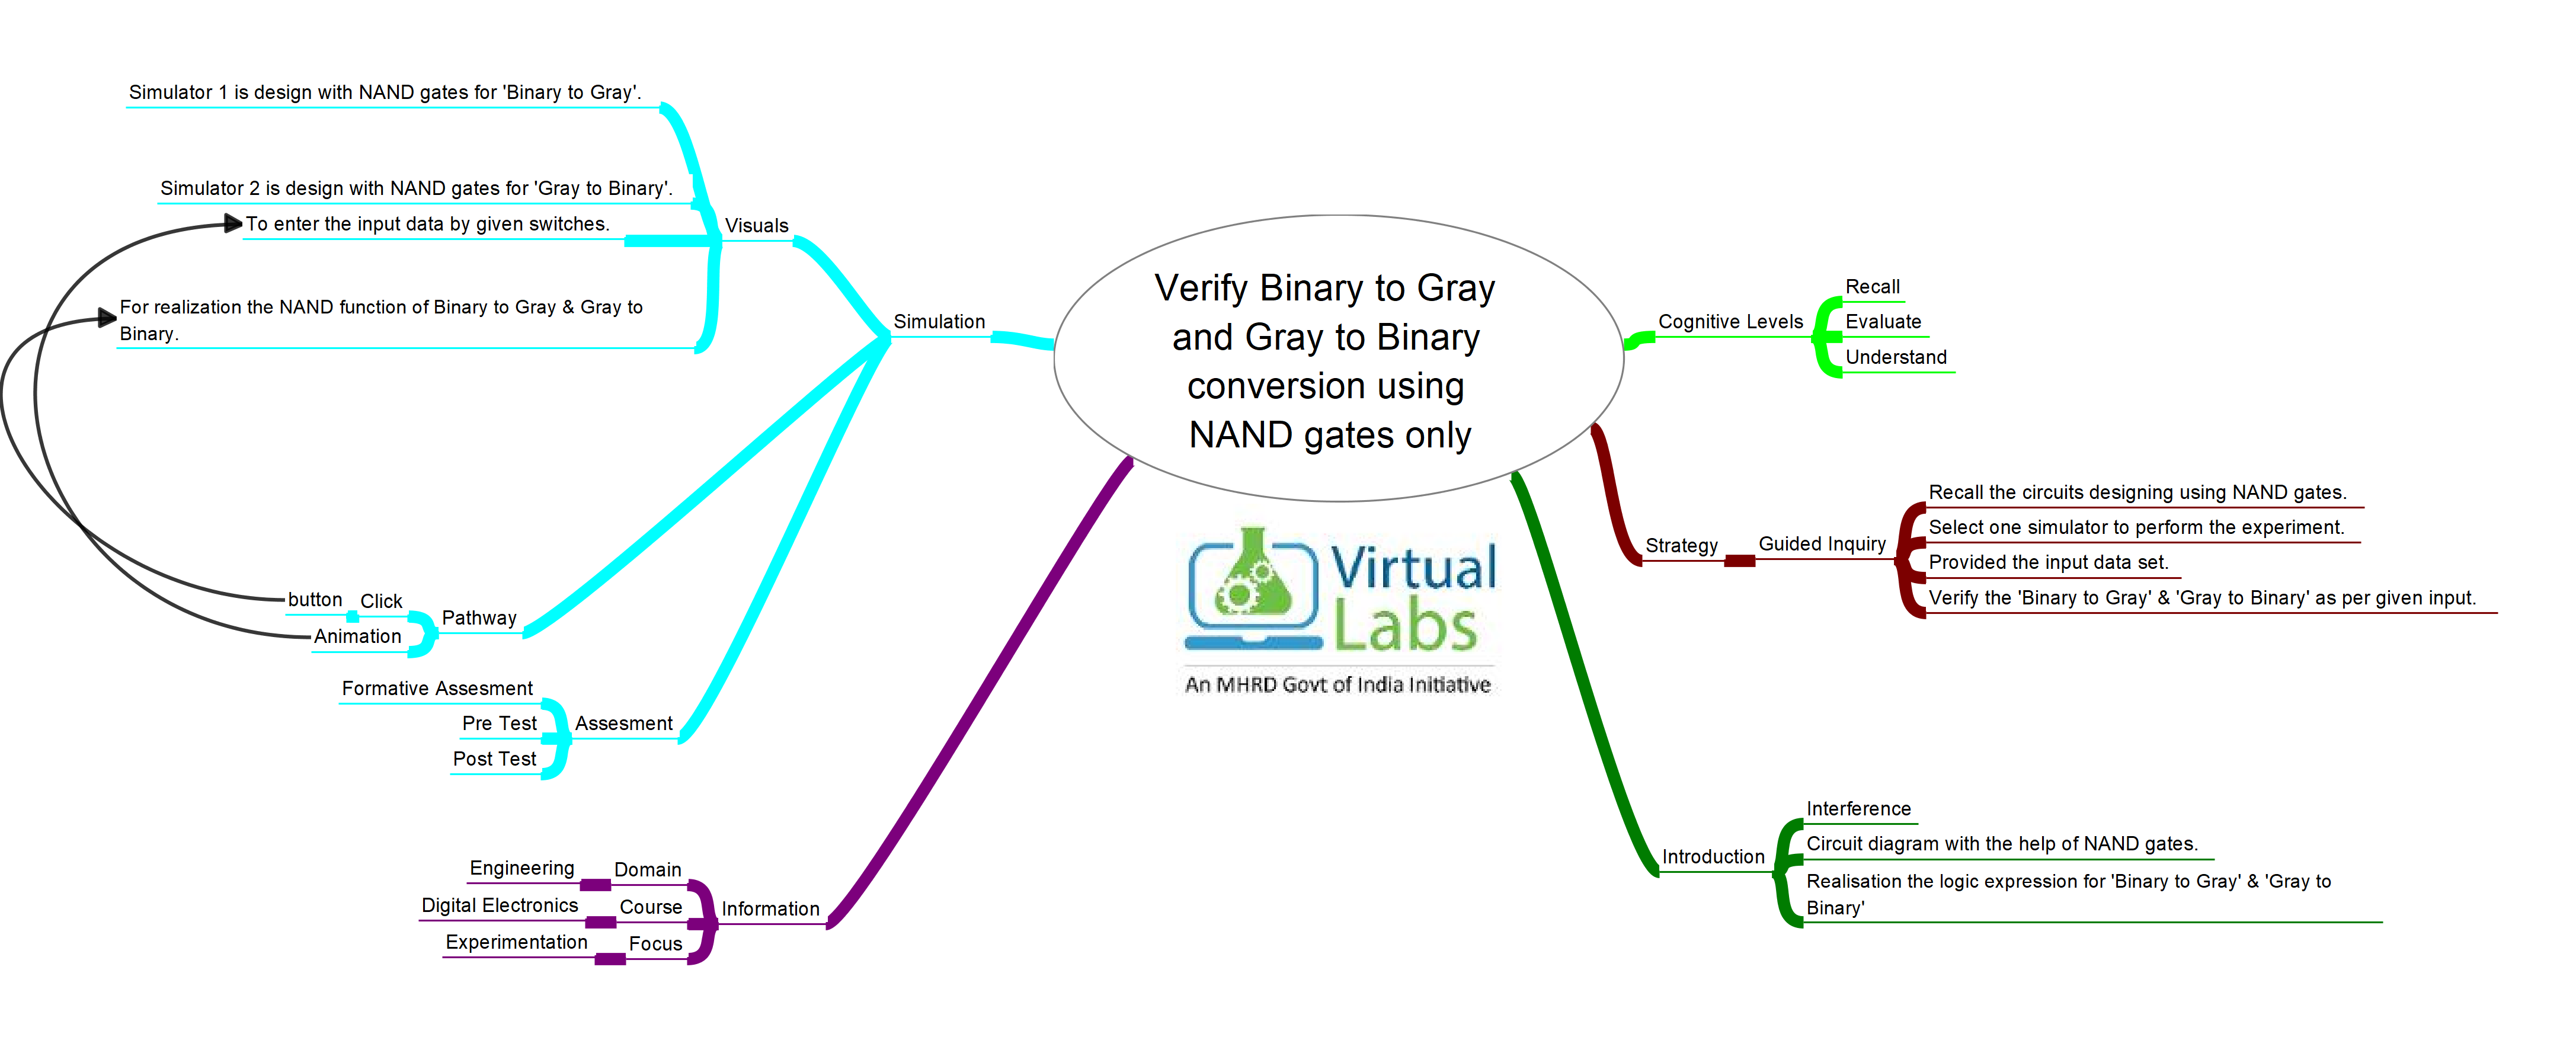 Verify Binary to Gray
and Gray to Binary
conversion using
NAND gates only
Virtual
Labs
An MHRD Govt of India Initiative
Simulation
Visuals
Simulator 1 is design with NAND gates for 'Binary to Gray'.
Simulator 2 is design with NAND gates for 'Gray to Binary'.
To enter the input data by given switches.
For realization the NAND function of Binary to Gray & Gray to
Binary.
Pathway
Click
button
Animation
Assesment
Formative Assesment
Pre Test
Post Test
Information
Domain
Engineering
Course
Digital Electronics
Focus
Experimentation
Cognitive Levels
Recall
Evaluate
Understand
Strategy
Guided Inquiry
Recall the circuits designing using NAND gates.
Select one simulator to perform the experiment.
Provided the input data set.
Verify the 'Binary to Gray' & 'Gray to Binary' as per given input.
Introduction
Interference
Circuit diagram with the help of NAND gates.
Realisation the logic expression for 'Binary to Gray' & 'Gray to
Binary'